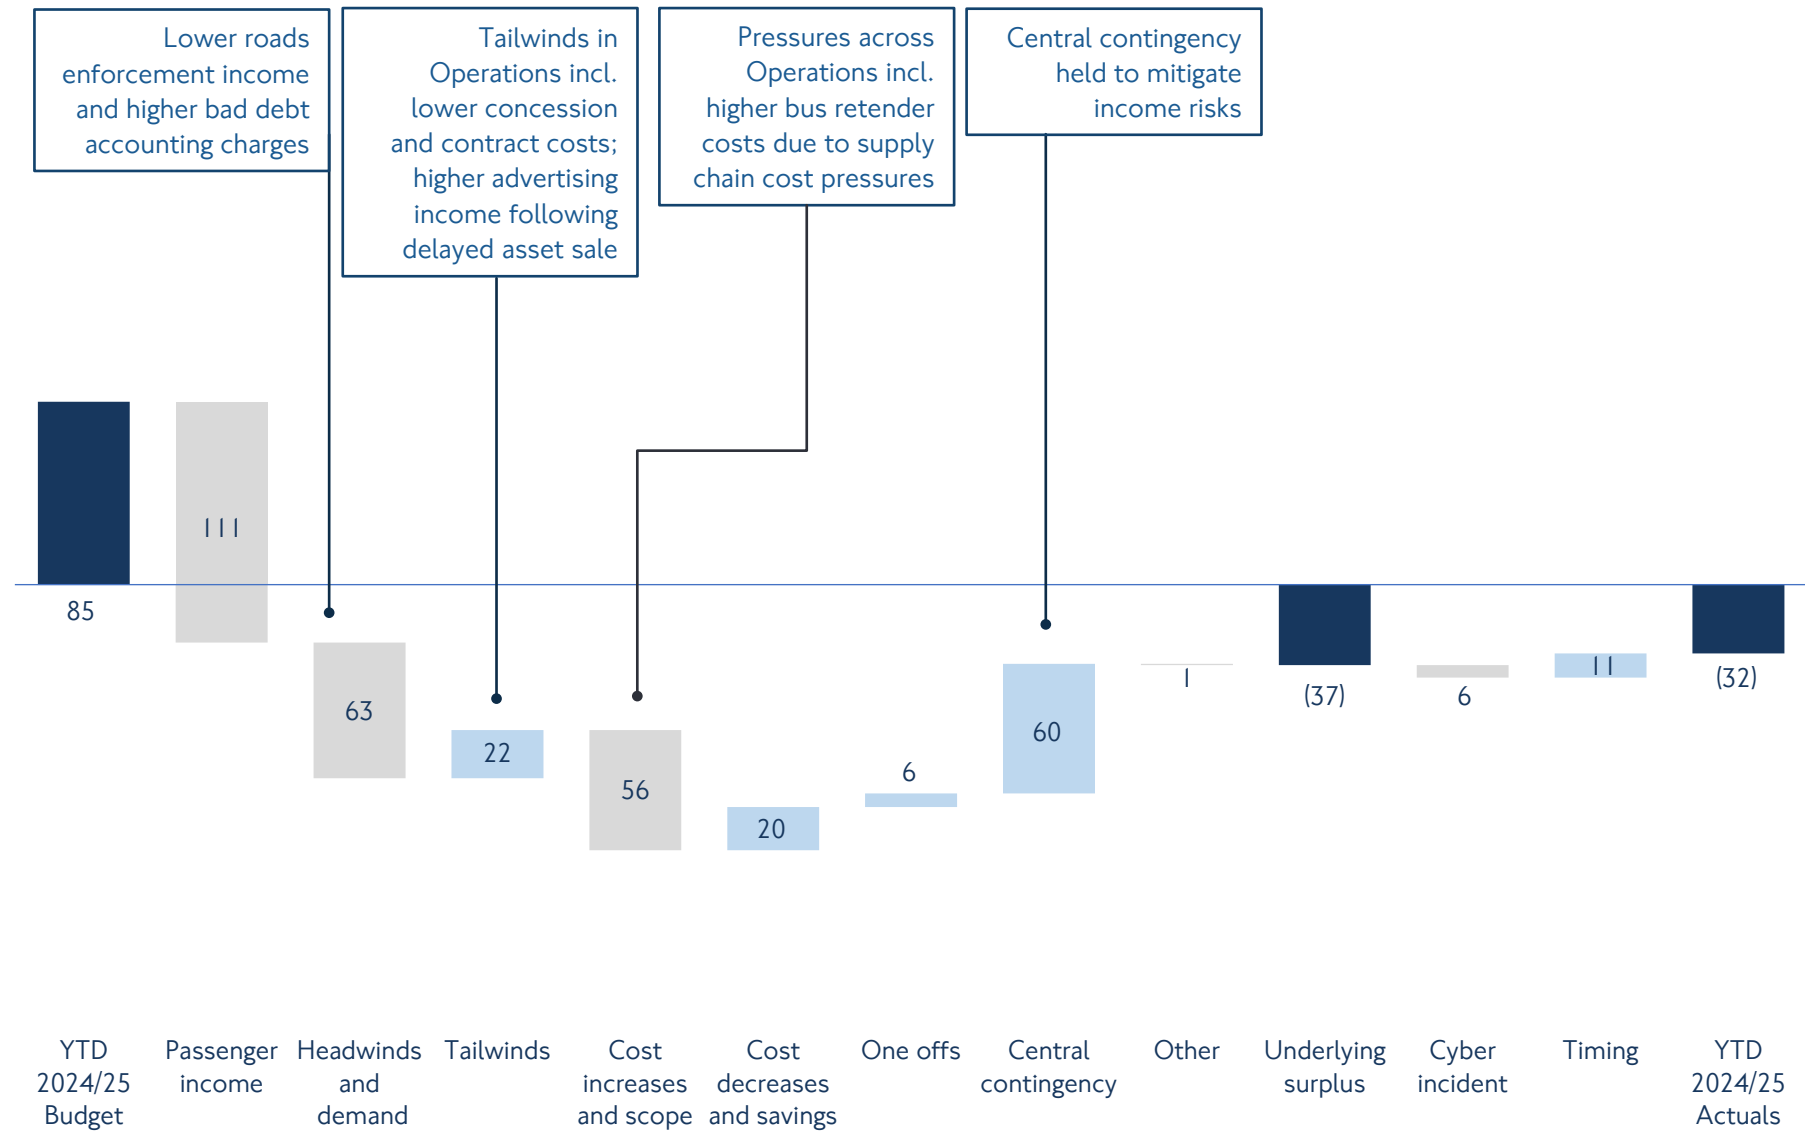 Lower roads
enforcement income
and higher bad debt
accounting charges
Tailwinds in
Operations incl.
lower concession
and contract costs;
higher advertising
income following
delayed asset sale
Pressures across
Operations incl.
higher bus retender
costs due to supply
chain cost pressures
Central contingency
held to mitigate
income risks
85
111
63
22
56
20
6
60
1
(37)
6
11
(32)
YTD
2024/25
Budget
Passenger
income
Headwinds
and
demand
Tailwinds
Cost
increases
and scope
Cost
decreases
and savings
One offs
Central
contingency
Other
Underlying
surplus
Cyber
incident
Timing
YTD
2024/25
Actuals